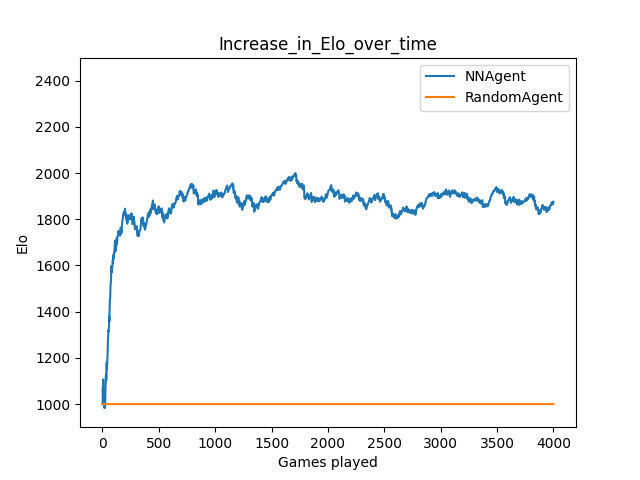 Increase_in_Elo_over_time
NNAgent
RandomAgent
2400
2200
2000
1800
1600
1400
1200
1000
Elo
0 500 1000 1500 2000 2500 3000 3500 4000
Games played